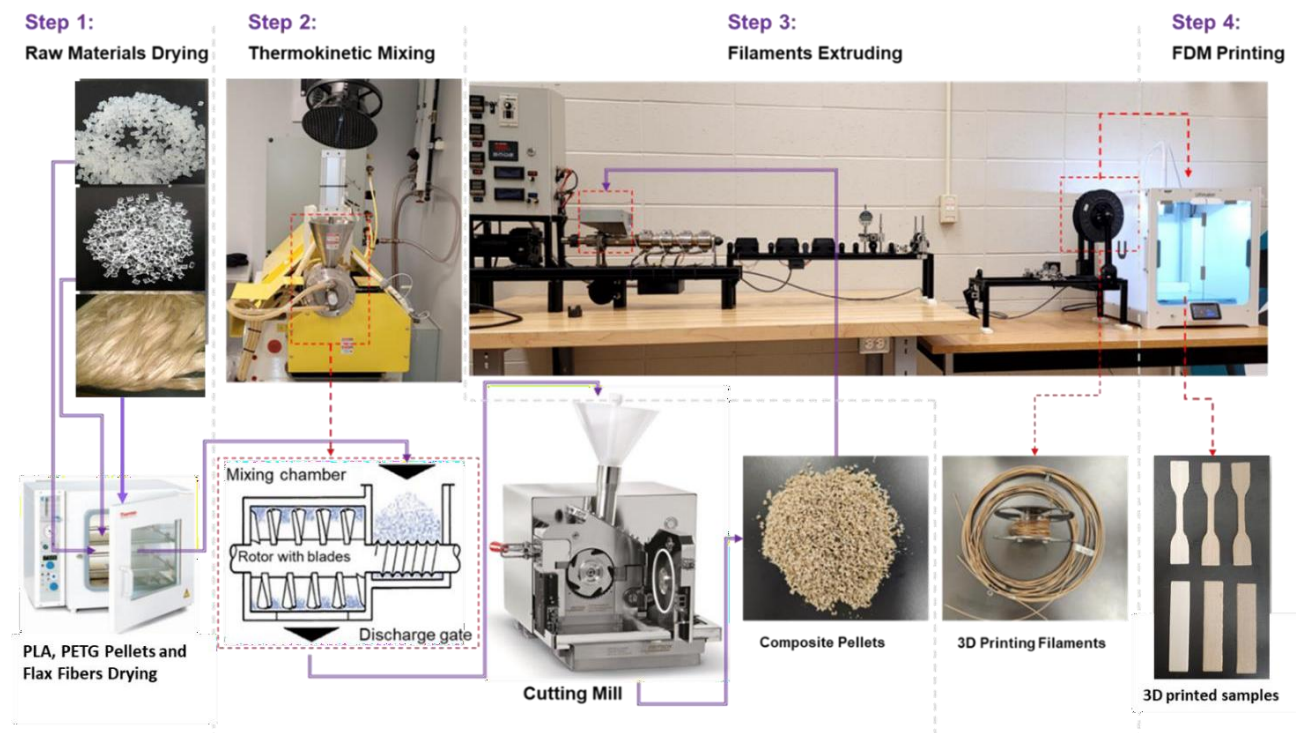 Step 1:
Raw Materials Drying
Step 2:
Thermokinetic Mixing
Step 3:
Filaments Extruding
Step 4:
FDM Printing
Mixing chamber
Rotor with blades
Discharge gate
PLA, PETG Pellets and
Flax Fibers Drying
Cutting Mill
Composite Pellets
3D Printing Filaments
3D printed samples